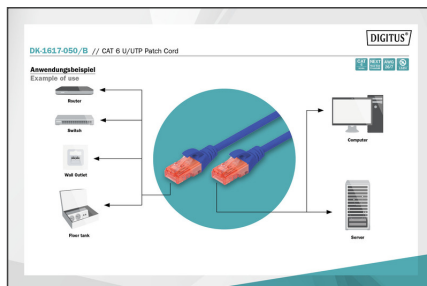 DIGITUS®
DK-1617-050/B // CAT 6 U/UTP Patch Cord
Anwendungsbeispiel
Example of use
Router
Switch
Wall Outlet
Floor tank
Computer
Server